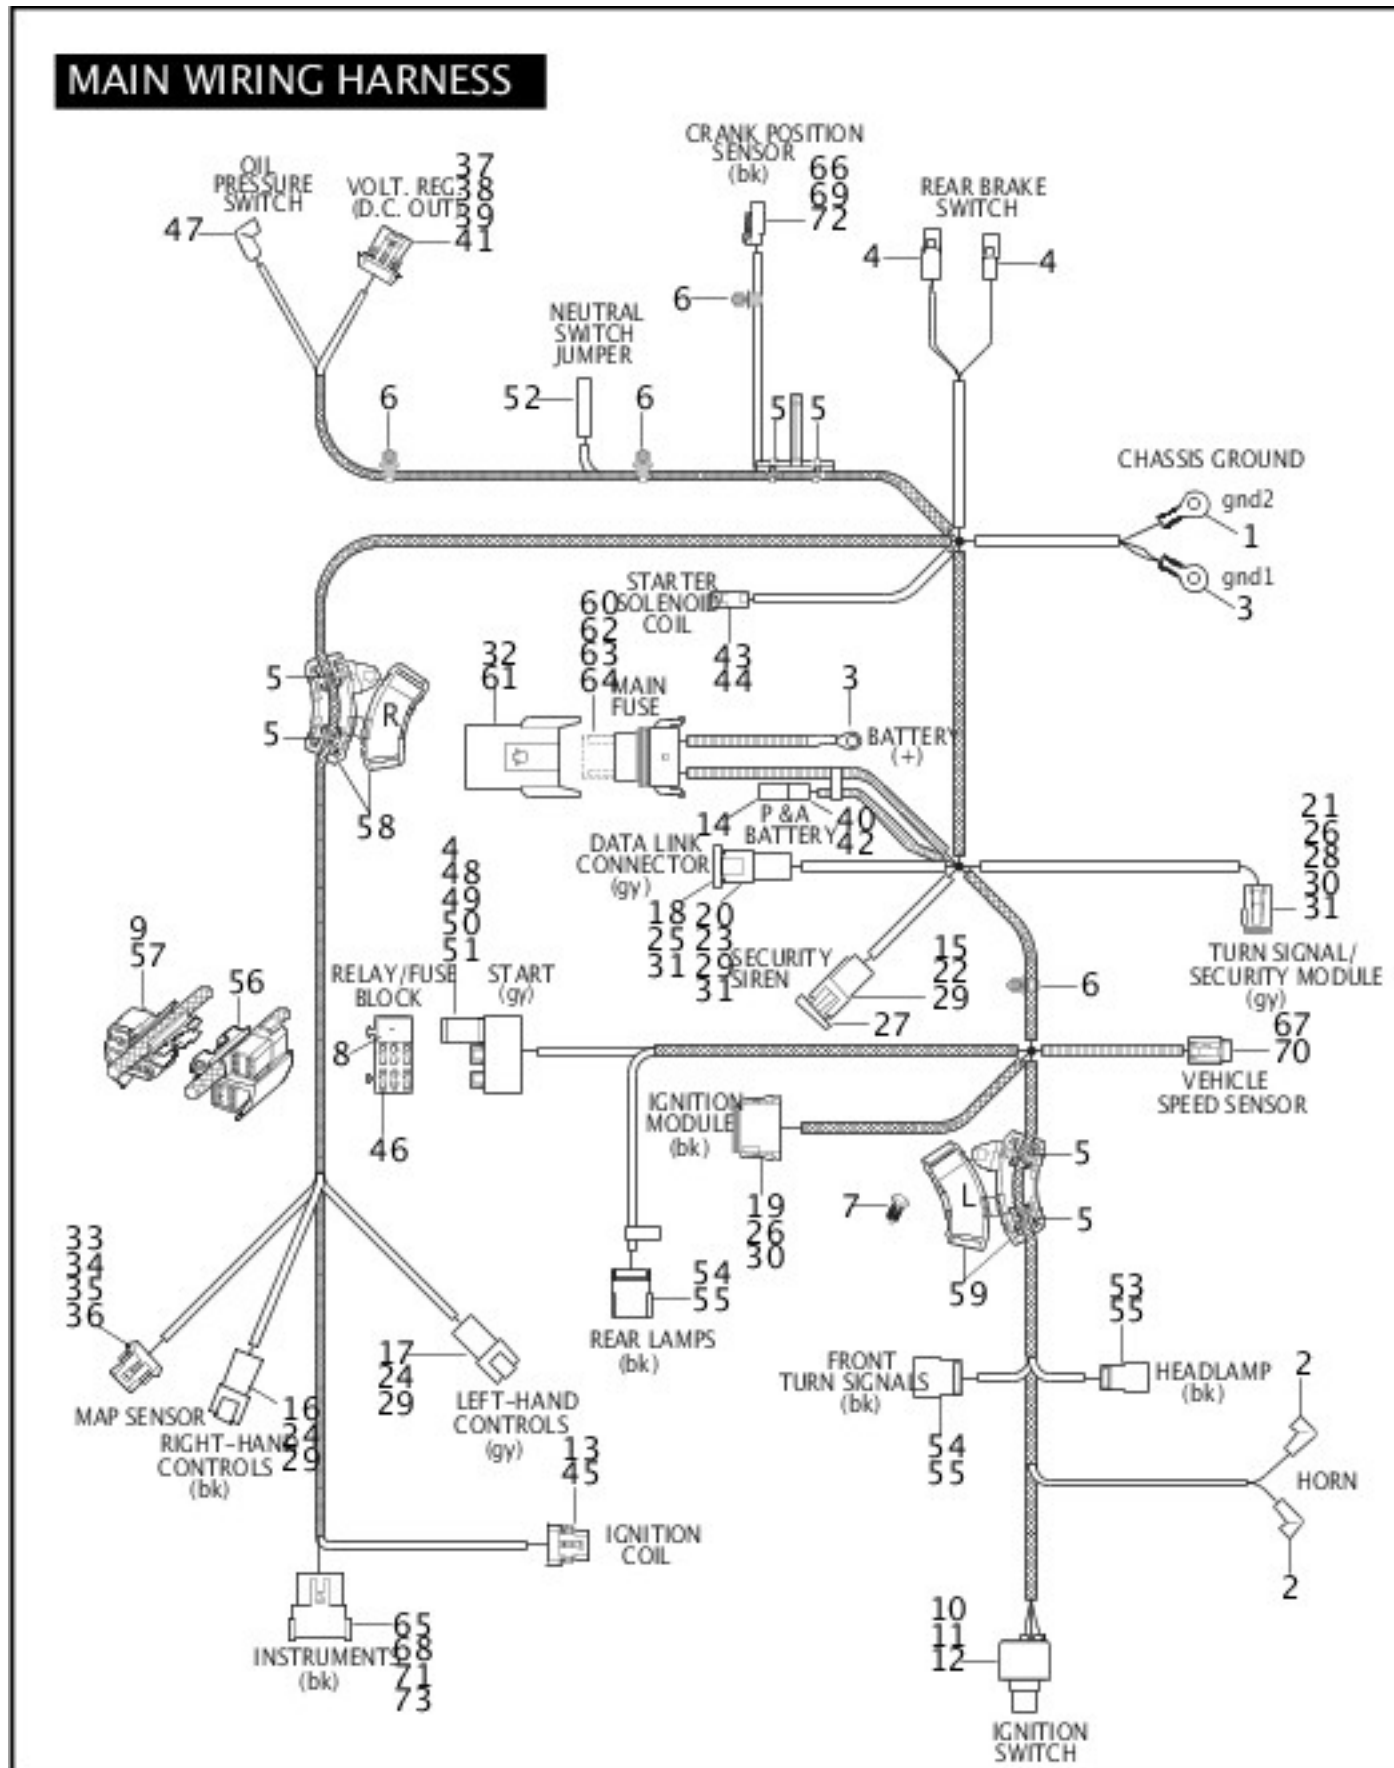 MAIN WIRING HARNESS
OIL
PRESSURE
SWITCH
47
VOLT. REG.
(D.C. OUT)
37
38
39
41
CRANK POSITION
SENSOR
(bk)
66
69
72
REAR BRAKE
SWITCH
4
4
6
NEUTRAL
SWITCH
JUMPER
52
6
6
5
5
CHASSIS GROUND
gnd2
1
gnd1
3
STARTER
SOLENOID
COIL
43
44
60
62
63
64
MAIN
FUSE
32
61
3
BATTERY
(+)
5
5
R
58
14
P &A
BATTERY
40
42
DATA LINK
CONNECTOR
(gy)
18
25
31
20
23
29
31
21
26
28
30
31
TURN SIGNAL/
SECURITY MODULE
(gy)
SECURITY
SIREN
15
22
29
27
6
4
48
49
50
51
START
(gy)
RELAY/FUSE
BLOCK
8
46
9
57
56
67
70
VEHICLE
SPEED SENSOR
IGNITION
MODULE
(bk)
19
26
30
5
5
7
L
59
33
34
35
36
MAP SENSOR
16
24
29
RIGHT-HAND
CONTROLS
(bk)
17
24
29
LEFT-HAND
CONTROLS
(gy)
54
55
REAR LAMPS
(bk)
FRONT
TURN SIGNALS
(bk)
54
55
53
55
HEADLAMP
(bk)
2
HORN
2
13
45
IGNITION
COIL
65
68
71
73
INSTRUMENTS
(bk)
10
11
12
IGNITION
SWITCH